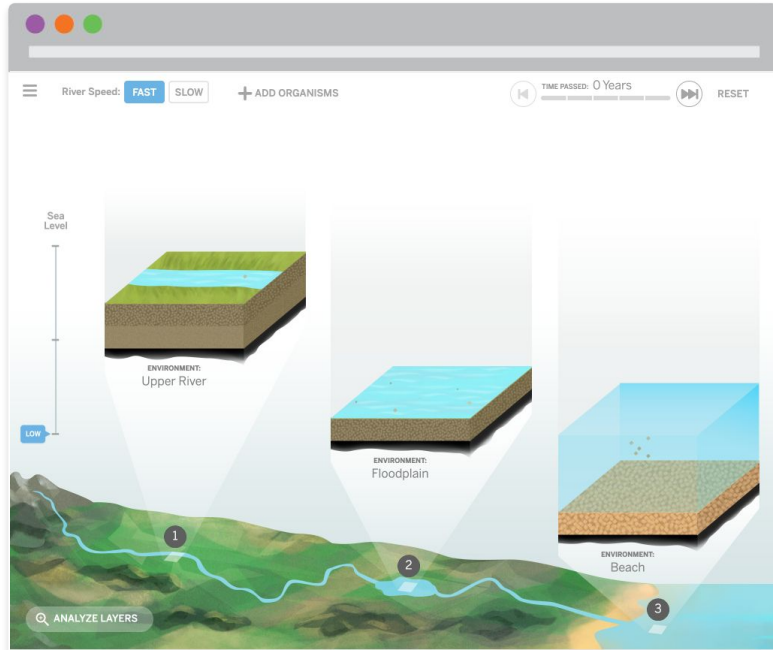 River Speed: FAST SLOW + ADD ORGANISMS TIME PASSED: 0 Years RESET
Sea
Level
ENVIRONMENT:
Upper River
LOW
ENVIRONMENT:
Floodplain
1
ENVIRONMENT:
Beach
2
3
ANALYZE LAYERS